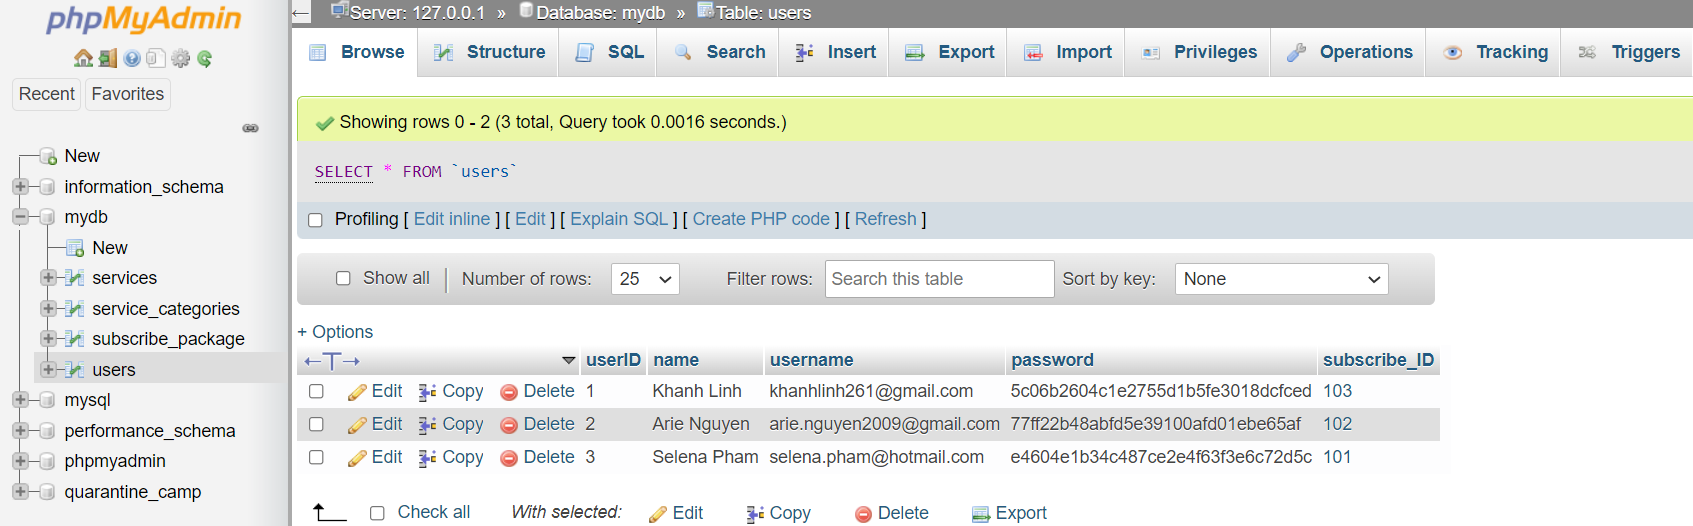 phpMyAdmin
Recent Favorites
New
information_schema
mydb
New
services
service_categories
subscribe_package
users
mysql
performance_schema
phpmyadmin
quarantine_camp
Server: 127.0.0.1 » Database: mydb » Table: users
Browse Structure SQL Search Insert Export Import Privileges Operations Tracking Triggers
Showing rows 0 - 2 (3 total, Query took 0.0016 seconds.)
SELECT * FROM `users`
Profiling [ Edit inline ] [ Edit ] [ Explain SQL ] [ Create PHP code ] [ Refresh ]
Show all Number of rows: 25 Filter rows: Search this table Sort by key: None
+ Options
←T→ userID name username password subscribe_ID
Edit Copy Delete 1 Khanh Linh khanhlinh261@gmail.com 5c06b2604c1e2755d1b5fe3018dcfced 103
Edit Copy Delete 2 Arie Nguyen arie.nguyen2009@gmail.com 77ff22b48abfd5e39100afd01ebe65af 102
Edit Copy Delete 3 Selena Pham selena.pham@hotmail.com e4604e1b34c487ce2e4f63f3e6c72d5c 101
Check all With selected: Edit Copy Delete Export